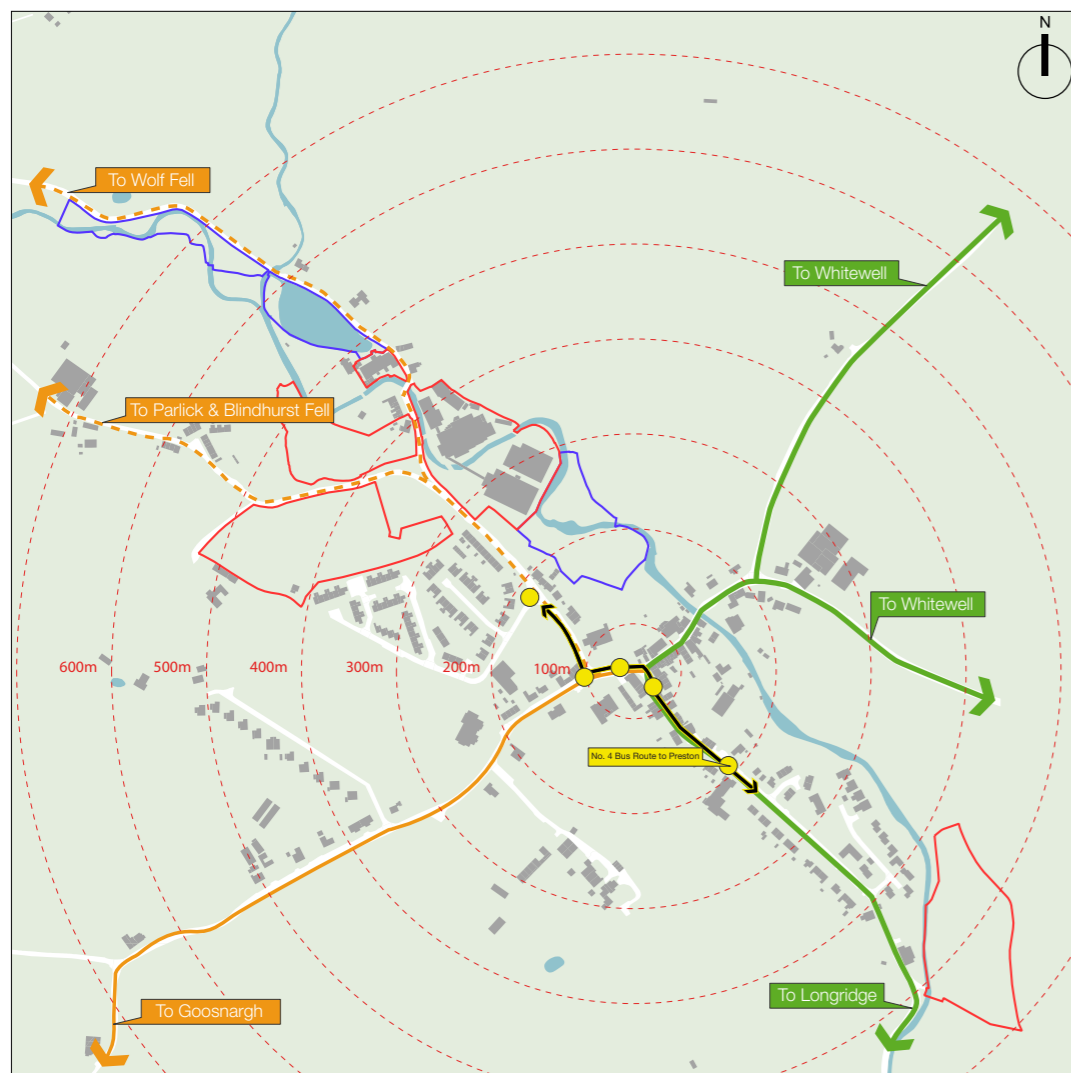 N
To Wolf Fell
To Whitewell
To Parlick & Blindhurst Fell
To Whitewell
600m
500m
400m
300m
200m
100m
No. 4 Bus Route to Preston
To Longridge
To Goosnargh